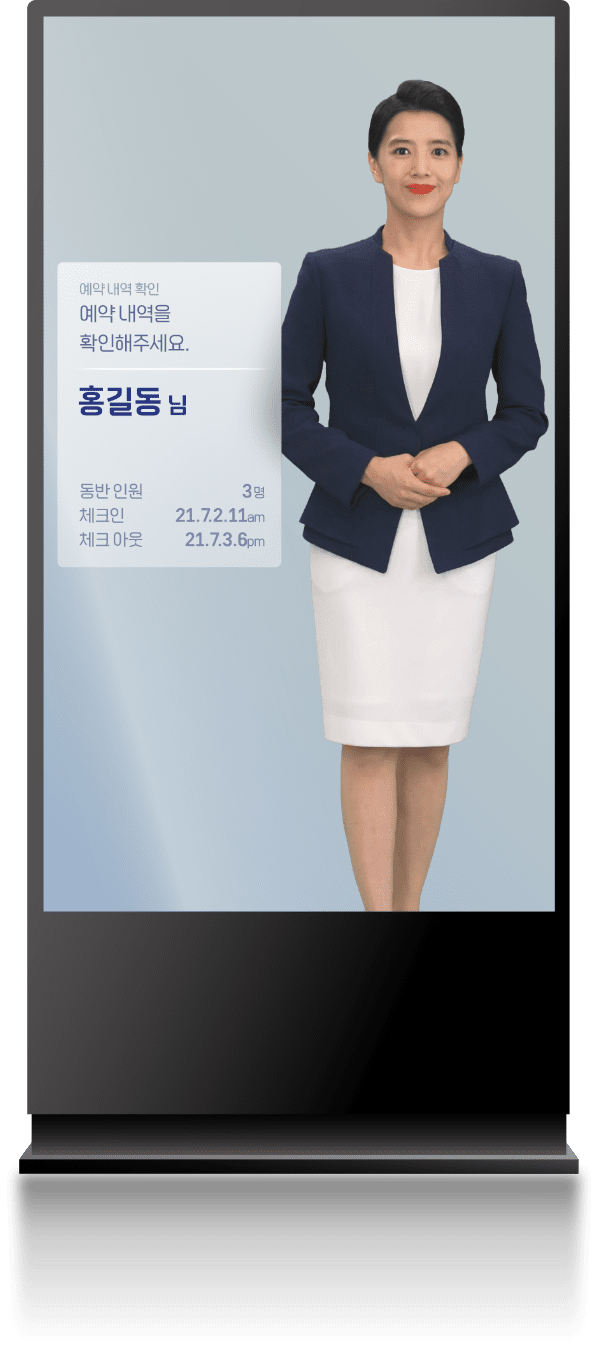 예약 내역 확인
예약 내역을
확인해주세요.
홍길동 님
동반 인원 3명
체크인 21.7.2.11am
체크 아웃 21.7.3.6pm